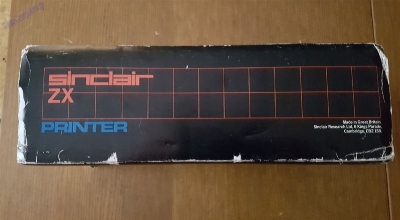 sinclair
ZX
PRINTER
Made in Great Britain
Sinclair Research Ltd, 6 Kings Parade,
Cambridge, CB2 1SN